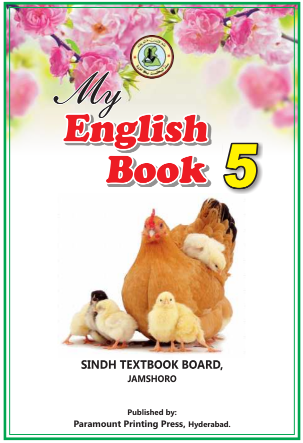 My
English
Book 5
SINDH TEXTBOOK BOARD,
JAMSHORO
Published by:
Paramount Printing Press, Hyderabad.